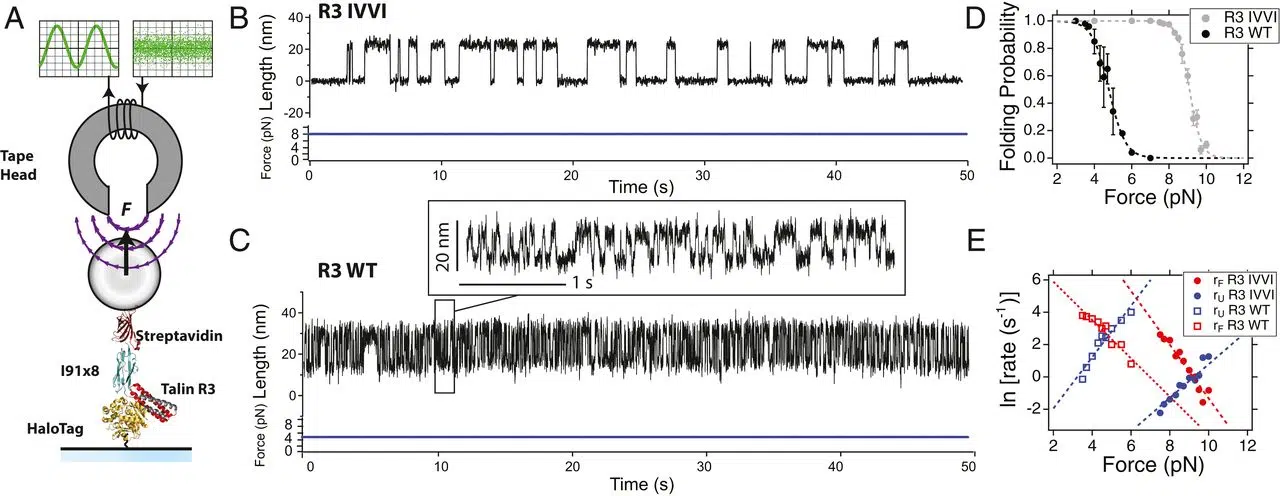 A
Tape
Head
F
Streptavidin
I91x8
Talin R3
HaloTag
B
R3 IVVI
Length (nm)
40
20
0
-20
Force (pN)
8
4
0
0
10
20
30
40
50
Time (s)
C
R3 WT
20 nm
1 s
Length (nm)
40
20
0
Force (pN)
8
4
0
0
10
20
30
40
50
Time (s)
D
Folding Probability
1.0
0.8
0.6
0.4
0.2
0.0
R3 IVVI
R3 WT
2
4
6
8
10
12
Force (pN)
E
ln [rate (s⁻¹)]
6
4
2
0
-2
rF R3 IVVI
rU R3 IVVI
rU R3 WT
rF R3 WT
2
4
6
8
10
12
Force (pN)